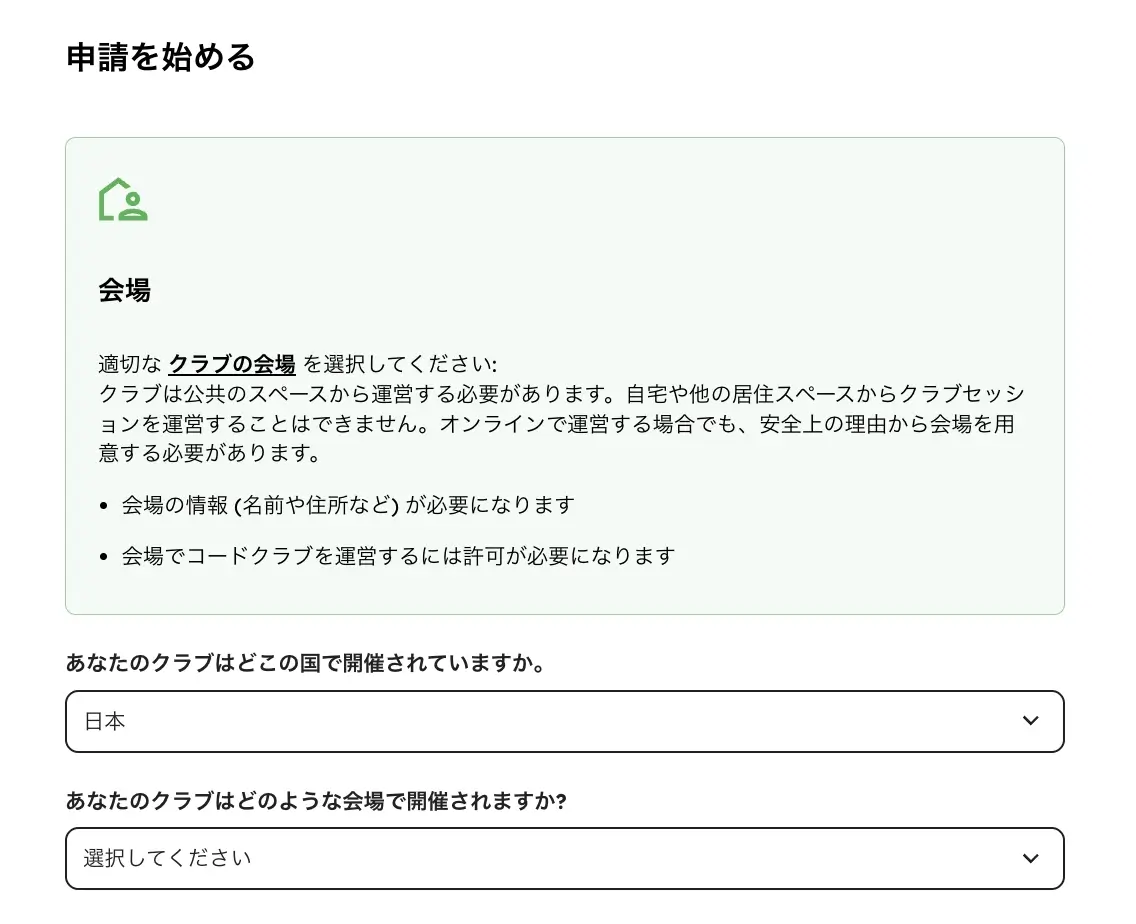 申請を始める
会場
適切な クラブの会場 を選択してください:
クラブは公共のスペースから運営する必要があります。自宅や他の居住スペースからクラブセッシ
ョンを運営することはできません。オンラインで運営する場合でも、安全上の理由から会場を用
意する必要があります。
• 会場の情報 (名前や住所など) が必要になります
• 会場でコードクラブを運営するには許可が必要になります
あなたのクラブはどこの国で開催されていますか。
日本
あなたのクラブはどのような会場で開催されますか?
選択してください